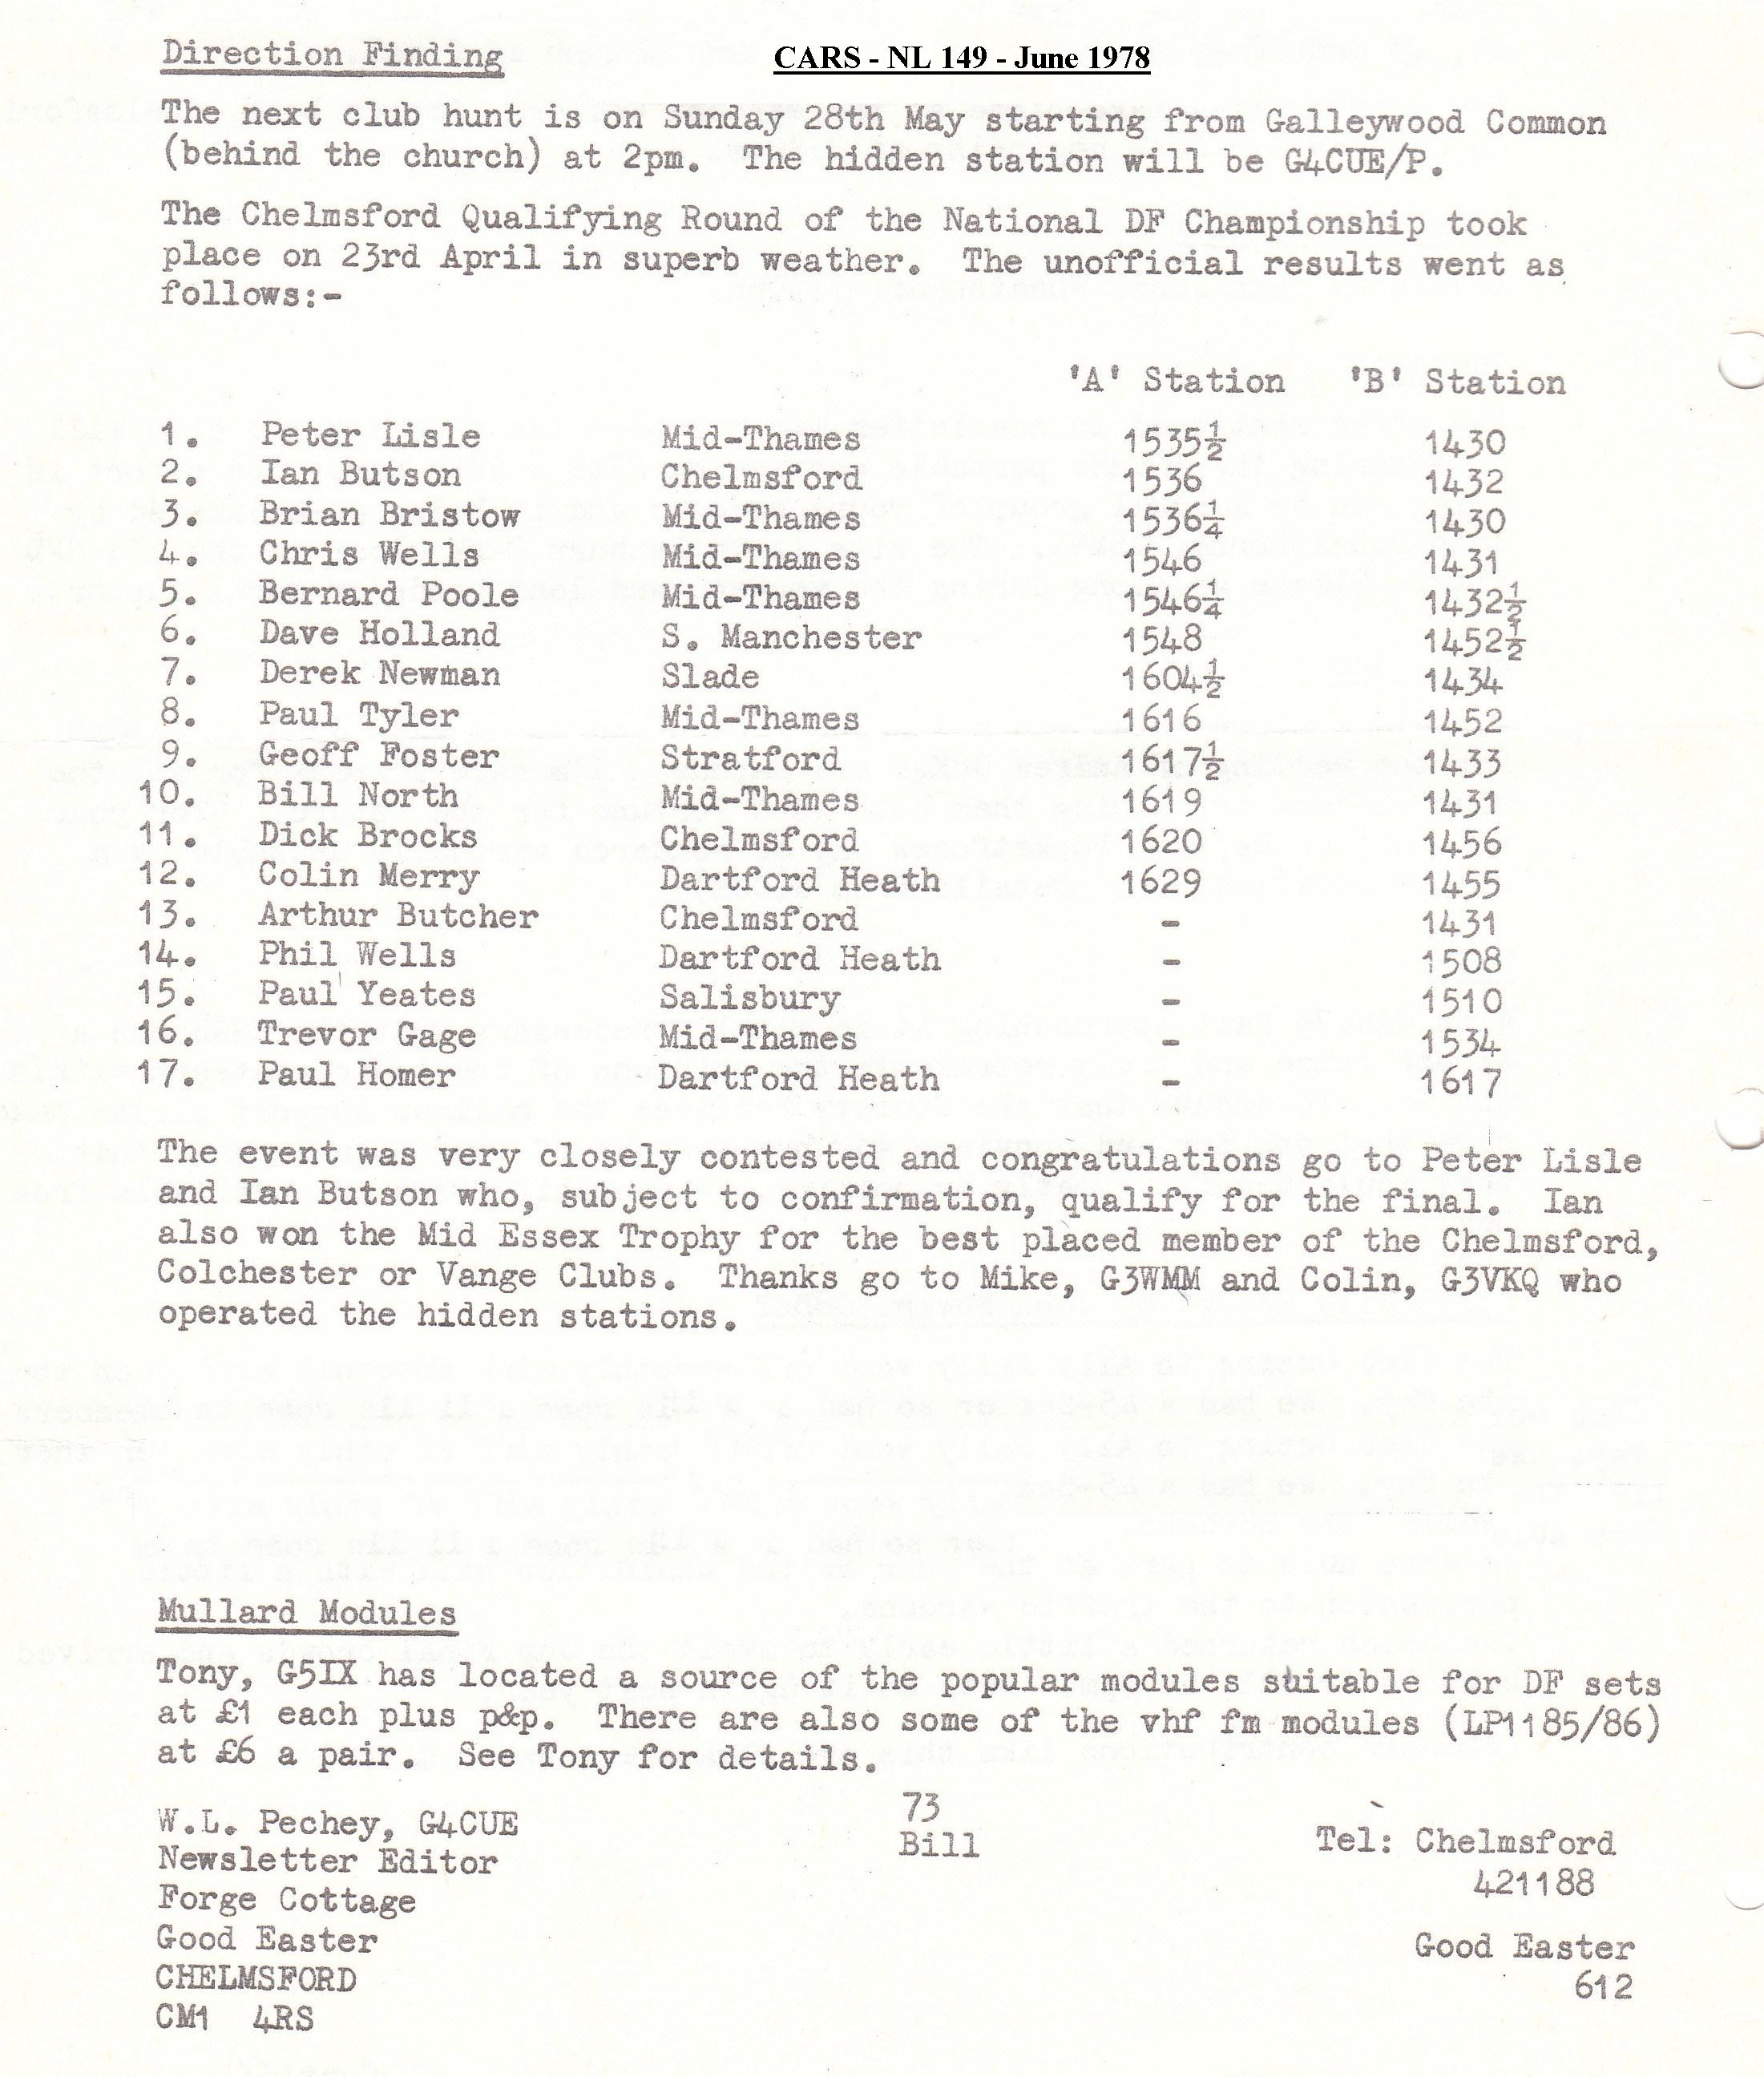 Direction Finding CARS - NL 149 - June 1978
The next club hunt is on Sunday 28th May starting from Galleywood Common
(behind the church) at 2pm. The hidden station will be G4CUE/P.
The Chelmsford Qualifying Round of the National DF Championship took
place on 23rd April in superb weather. The unofficial results went as
follows:-
'A' Station 'B' Station
1. Peter Lisle Mid-Thames 1535½ 1430
2. Ian Butson Chelmsford 1536 1432
3. Brian Bristow Mid-Thames 1536¼ 1430
4. Chris Wells Mid-Thames 1546 1431
5. Bernard Poole Mid-Thames 1546¼ 1432½
6. Dave Holland S. Manchester 1548 1452½
7. Derek Newman Slade 1604½ 1434
8. Paul Tyler Mid-Thames 1616 1452
9. Geoff Foster Stratford 1617½ 1433
10. Bill North Mid-Thames 1619 1431
11. Dick Brocks Chelmsford 1620 1456
12. Colin Merry Dartford Heath 1629 1455
13. Arthur Butcher Chelmsford - 1431
14. Phil Wells Dartford Heath - 1508
15. Paul Yeates Salisbury - 1510
16. Trevor Gage Mid-Thames - 1534
17. Paul Homer Dartford Heath - 1617
The event was very closely contested and congratulations go to Peter Lisle
and Ian Butson who, subject to confirmation, qualify for the final. Ian
also won the Mid Essex Trophy for the best placed member of the Chelmsford,
Colchester or Vange Clubs. Thanks go to Mike, G3WMM and Colin, G3VKQ who
operated the hidden stations.
Mullard Modules
Tony, G5IX has located a source of the popular modules suitable for DF sets
at £1 each plus p&p. There are also some of the vhf fm modules (LP1185/86)
at £6 a pair. See Tony for details.
73
W.L. Pechey, G4CUE Bill Tel: Chelmsford
Newsletter Editor 421188
Forge Cottage
Good Easter Good Easter
CHELMSFORD 612
CM1 4RS